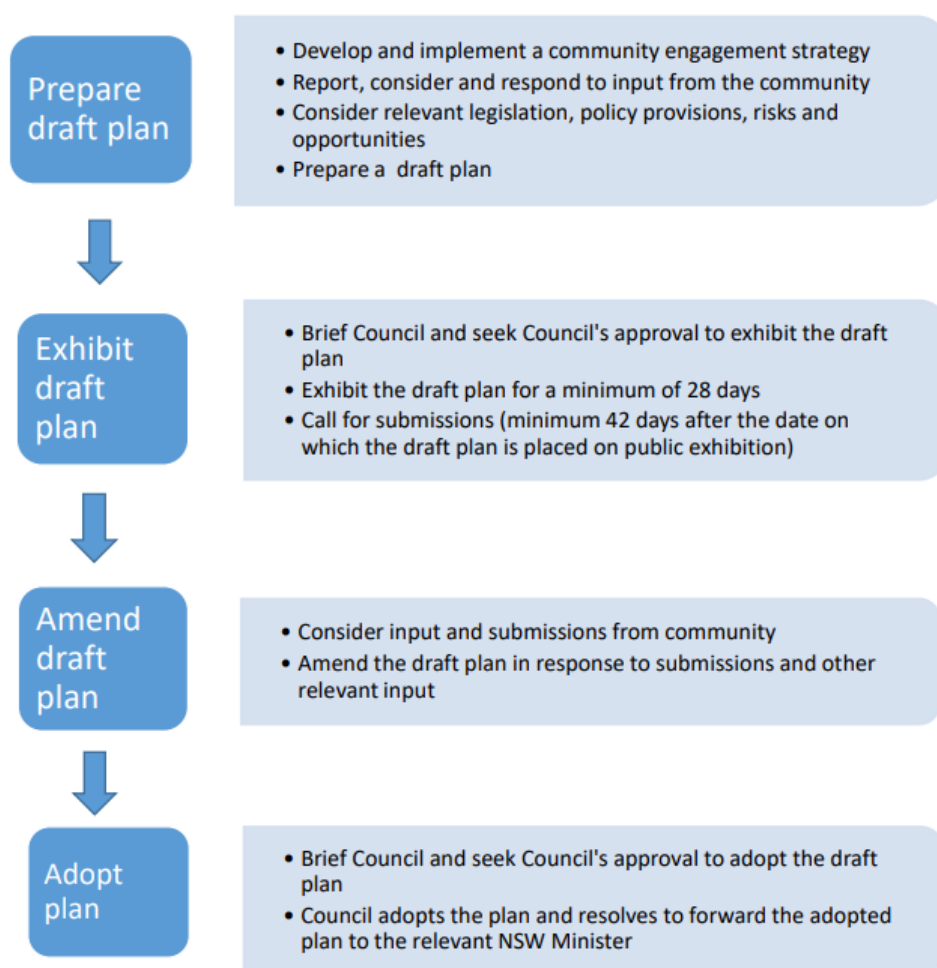 Prepare
draft plan
• Develop and implement a community engagement strategy
• Report, consider and respond to input from the community
• Consider relevant legislation, policy provisions, risks and
opportunities
• Prepare a draft plan
Exhibit
draft
plan
• Brief Council and seek Council's approval to exhibit the draft
plan
• Exhibit the draft plan for a minimum of 28 days
• Call for submissions (minimum 42 days after the date on
which the draft plan is placed on public exhibition)
Amend
draft
plan
• Consider input and submissions from community
• Amend the draft plan in response to submissions and other
relevant input
Adopt
plan
• Brief Council and seek Council's approval to adopt the draft
plan
• Council adopts the plan and resolves to forward the adopted
plan to the relevant NSW Minister